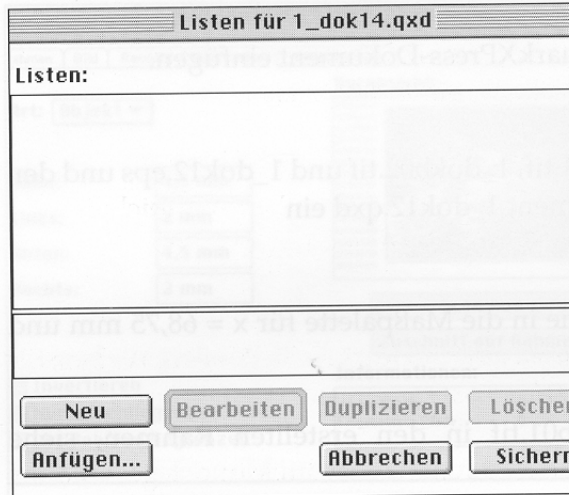 Listen für 1_dok14.qxd
Listen:
Neu Bearbeiten Duplizieren Löschen
Anfügen... Abbrechen Sichern